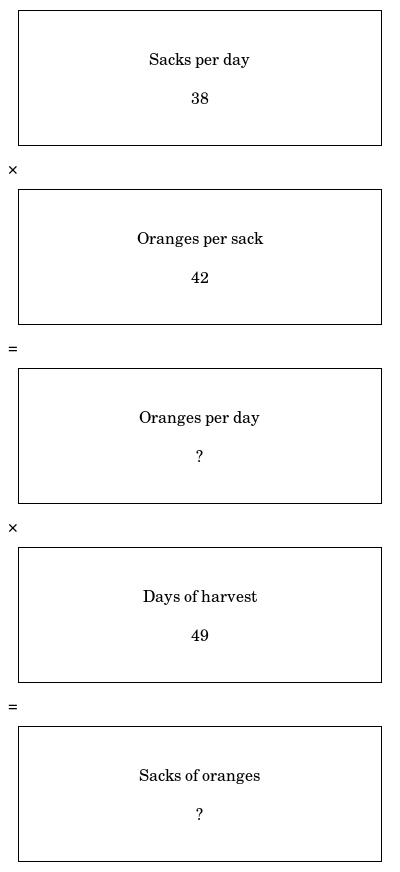 Sacks per day
38
×
Oranges per sack
42
=
Oranges per day
?
×
Days of harvest
49
=
Sacks of oranges
?